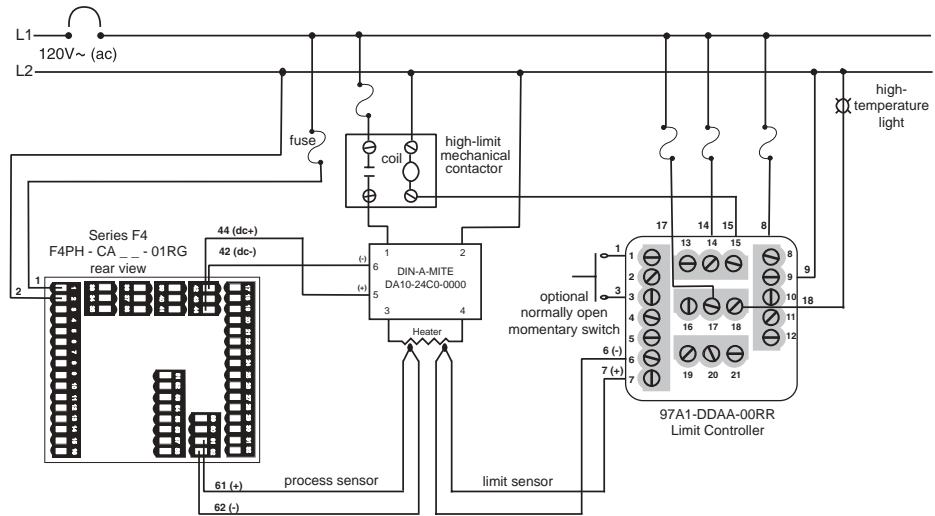 L1
120V~ (ac)
L2
fuse
coil
high-limit
mechanical
contactor
high-
temperature
light
Series F4
F4PH - CA _ _ - 01RG
rear view
44 (dc+)
42 (dc-)
1
2
(-)
(+)
1
2
6
5
DIN-A-MITE
DA10-24C0-0000
3
4
Heater
61 (+)
62 (-)
process sensor
limit sensor
optional
normally open
momentary switch
1
3
6 (-)
7 (+)
17
14
15
8
9
18
1
2
3
4
5
6
7
13
14
15
16
17
18
19
20
21
8
9
10
11
12
97A1-DDAA-00RR
Limit Controller